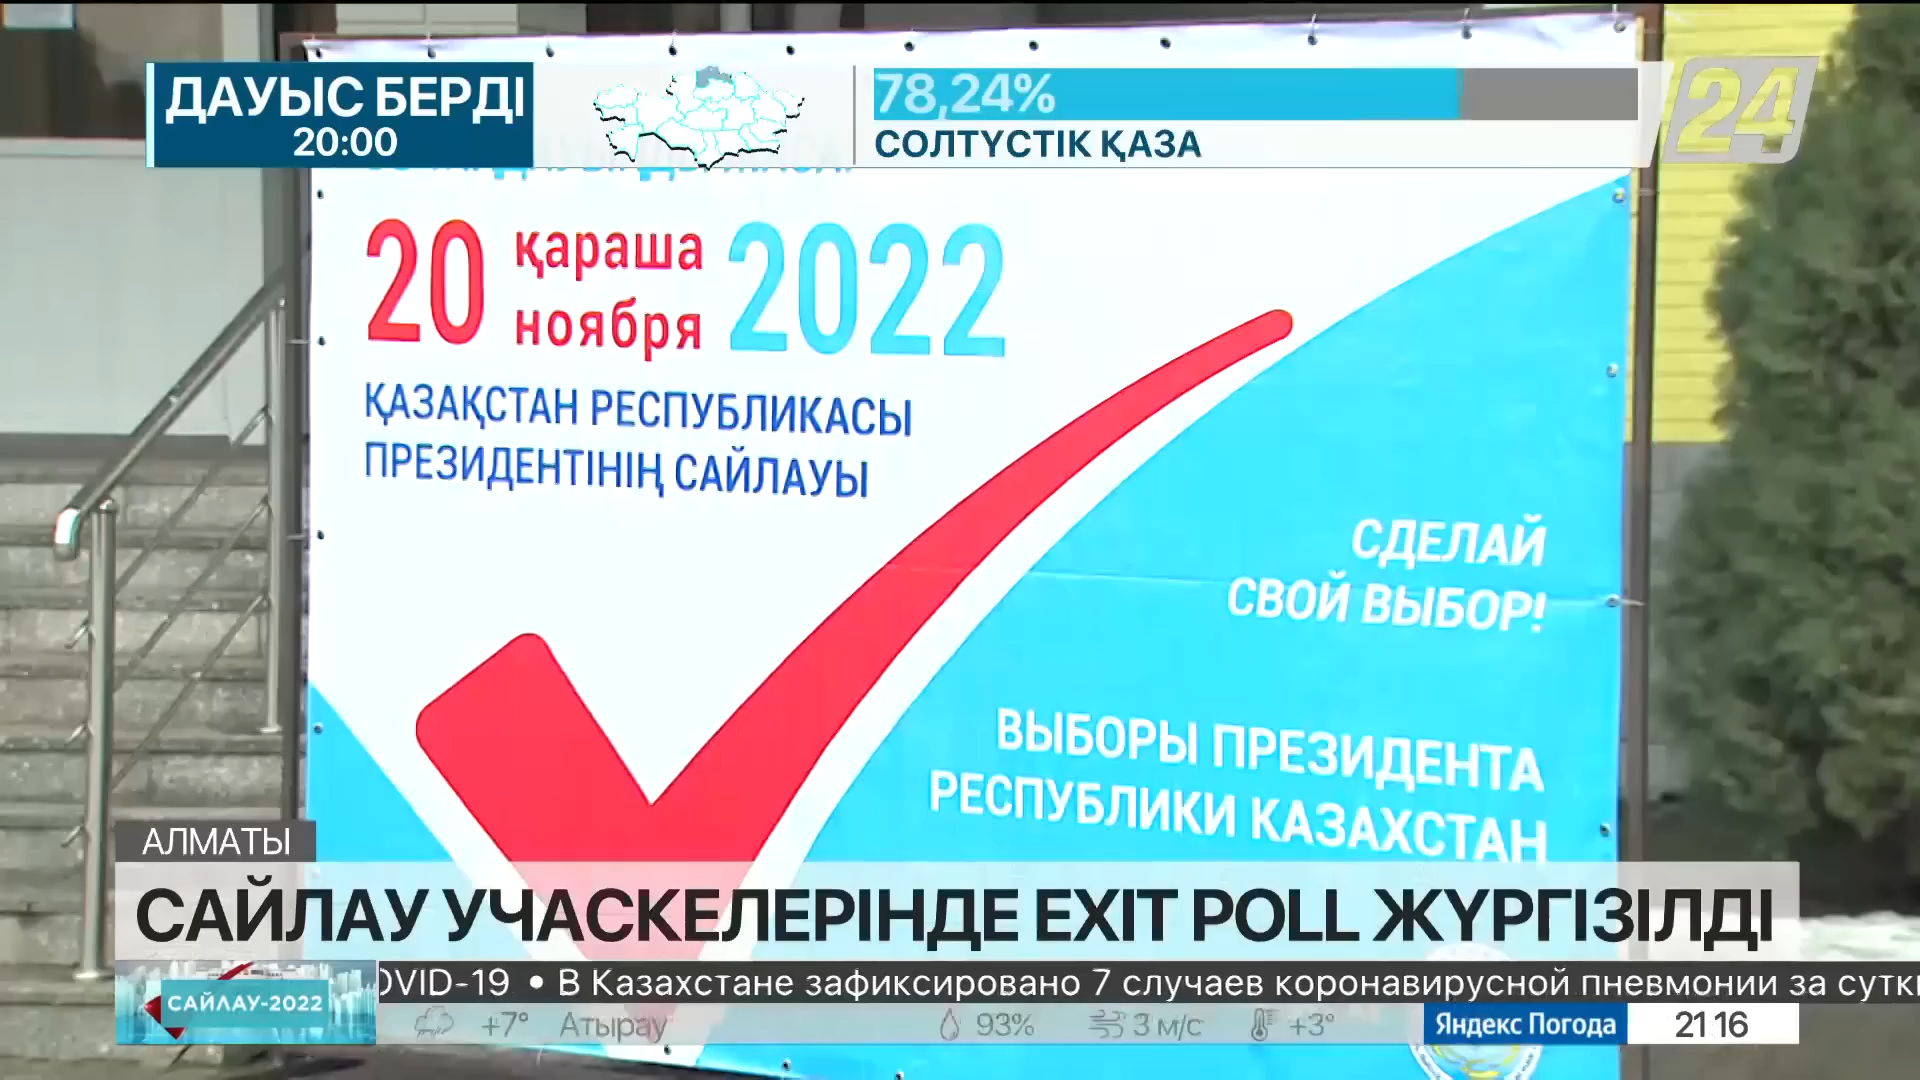 ДАУЫС БЕРДІ
20:00
78,24%
СОЛТҮСТІК ҚАЗА
24
20 қараша 2022
ноября
ҚАЗАҚСТАН РЕСПУБЛИКАСЫ
ПРЕЗИДЕНТІНІҢ САЙЛАУЫ
СДЕЛАЙ
СВОЙ ВЫБОР!
ВЫБОРЫ ПРЕЗИДЕНТА
РЕСПУБЛИКИ КАЗАХСТАН
АЛМАТЫ
САЙЛАУ УЧАСКЕЛЕРІНДЕ EXIT POLL ЖҮРГІЗІЛДІ
САЙЛАУ-2022
OVID-19 • В Казахстане зафиксировано 7 случаев коронавирусной пневмонии за сутки
+7° Атырау 93% 3 м/с +3° Яндекс Погода 21 16